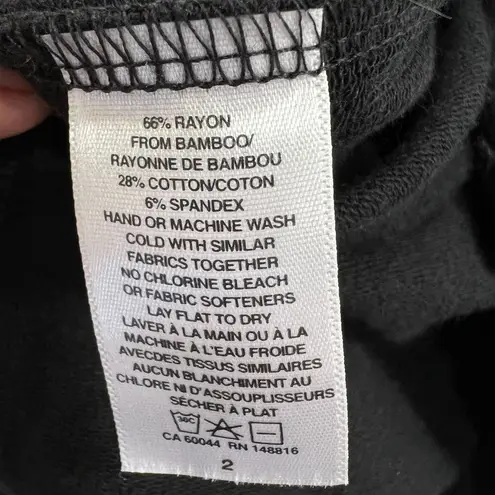 66% RAYON
FROM BAMBOO/
RAYONNE DE BAMBOU
28% COTTON/COTON
6% SPANDEX
HAND OR MACHINE WASH
COLD WITH SIMILAR
FABRICS TOGETHER
NO CHLORINE BLEACH
OR FABRIC SOFTENERS
LAY FLAT TO DRY
LAVER À LA MAIN OU À LA
MACHINE À L'EAU FROIDE
AVECDES TISSUS SIMILAIRES
AUCUN BLANCHIMENT AU
CHLORE NI D'ASSOUPLISSEURS
SÉCHER À PLAT
30C
CA 60044 RN 148816
2